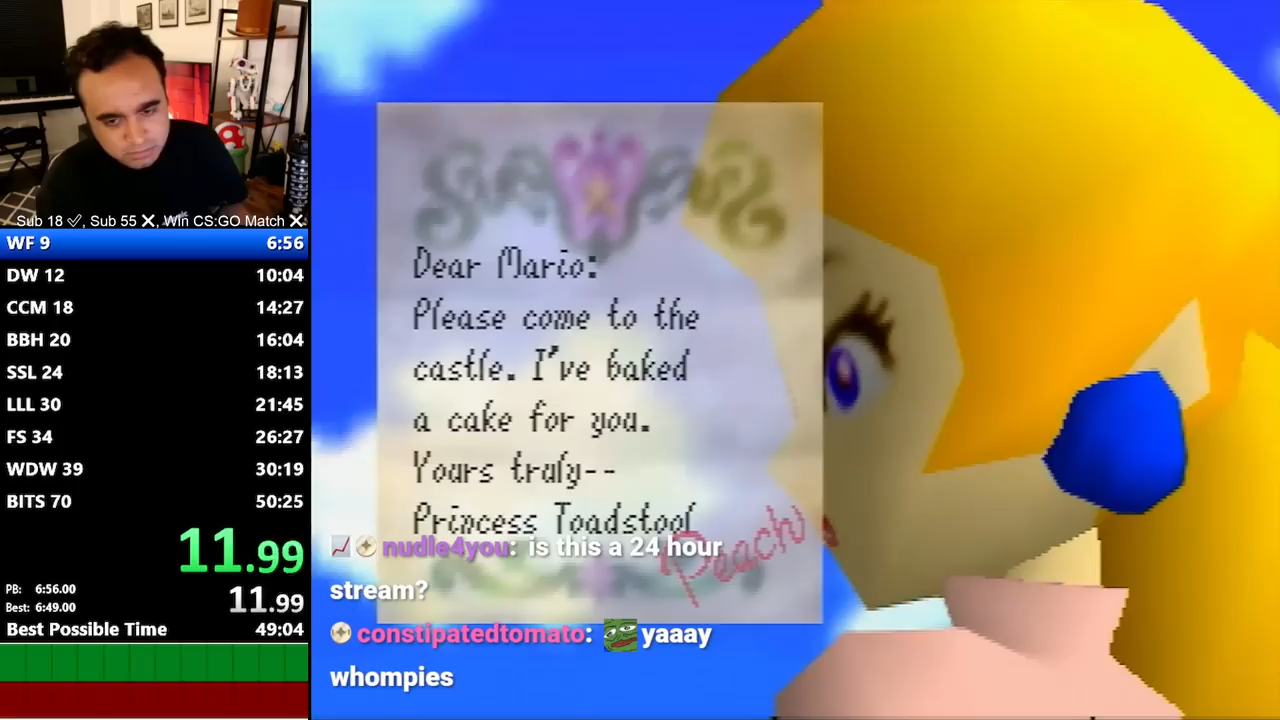 Sub 18 ✓, Sub 55 ✕, Win CS:GO Match ✕
WF 9 6:56
DW 12 10:04
CCM 18 14:27
BBH 20 16:04
SSL 24 18:13
LLL 30 21:45
FS 34 26:27
WDW 39 30:19
BITS 70 50:25
11.99
PB: 6:56.00
Best: 6:49.00
11.99
Best Possible Time 49:04
Dear Mario:
Please come to the
castle. I've baked
a cake for you.
Yours truly--
Princess Toadstool
Peach
nudle4you: is this a 24 hour
stream?
constipatedtomato: yaaay
whompies